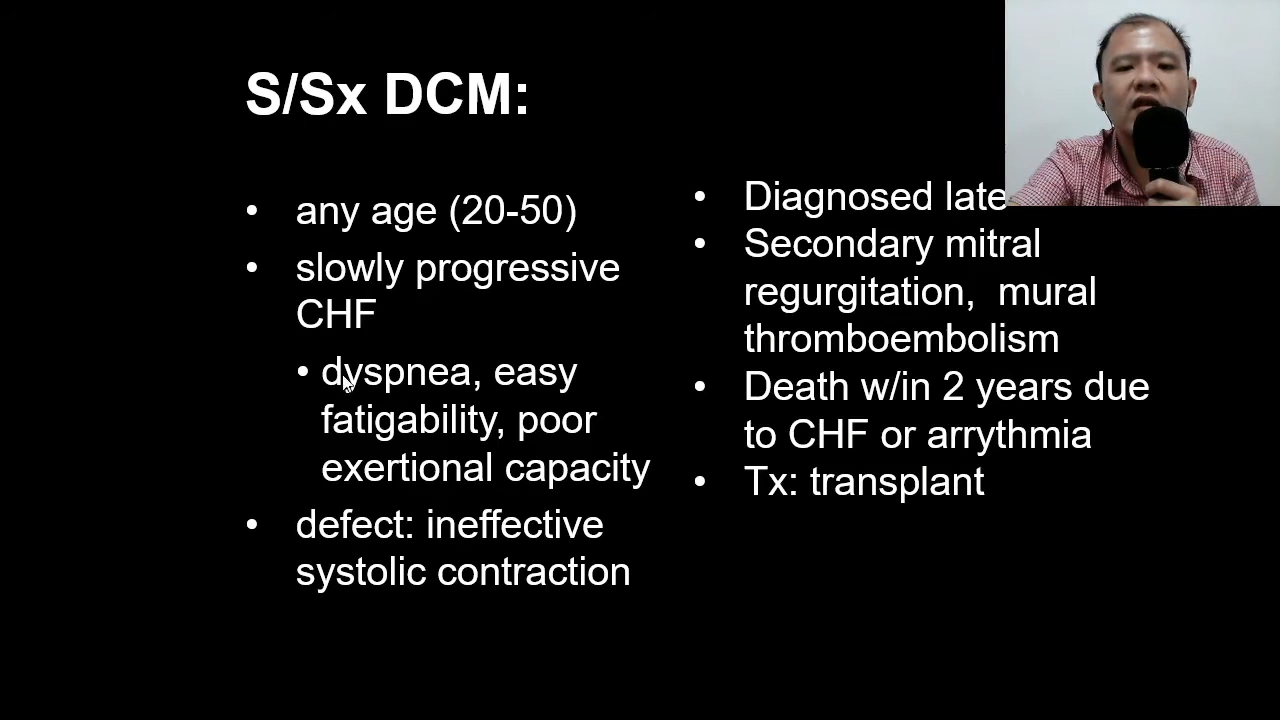 S/Sx DCM:
any age (20-50)
slowly progressive
CHF
dyspnea, easy
fatigability, poor
exertional capacity
defect: ineffective
systolic contraction
Diagnosed late
Secondary mitral
regurgitation, mural
thromboembolism
Death w/in 2 years due
to CHF or arrythmia
Tx: transplant